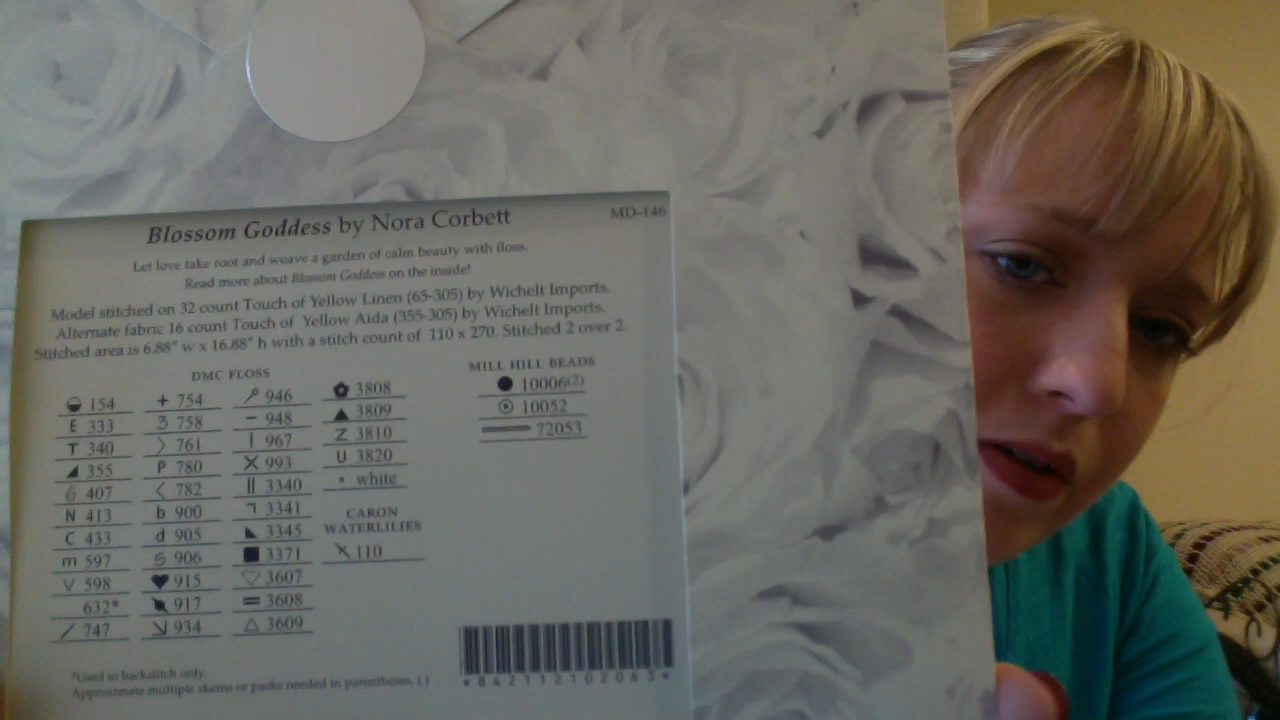 Blossom Goddess by Nora Corbett
MD-146
Let love take root and weave a garden of calm beauty with floss.
Read more about Blossom Goddess on the inside!
Model stitched on 32 count Touch of Yellow Linen (65-305) by Wichelt Imports.
Alternate fabric 16 count Touch of Yellow Aida (355-305) by Wichelt Imports.
Stitched area is 6.88" w x 16.88" h with a stitch count of 110 x 270. Stitched 2 over 2.
DMC FLOSS
154
E 333
T 340
355
6 407
N 413
C 433
m 597
V 598
632*
/ 747
+ 754
3 758
> 761
P 780
< 782
b 900
d 905
S 906
♥ 915
917
934
946
− 948
| 967
X 993
|| 3340
ㄱ 3341
◣ 3345
■ 3371
♡ 3607
= 3608
△ 3609
3808
▲ 3809
Z 3810
U 3820
▪ white
CARON
WATERLILIES
110
MILL HILL BEADS
● 10006(2)
⊙ 10052
72053
*Used in backstitch only.
Approximate multiple skeins or packs needed in parentheses. ( )
*842112102063*